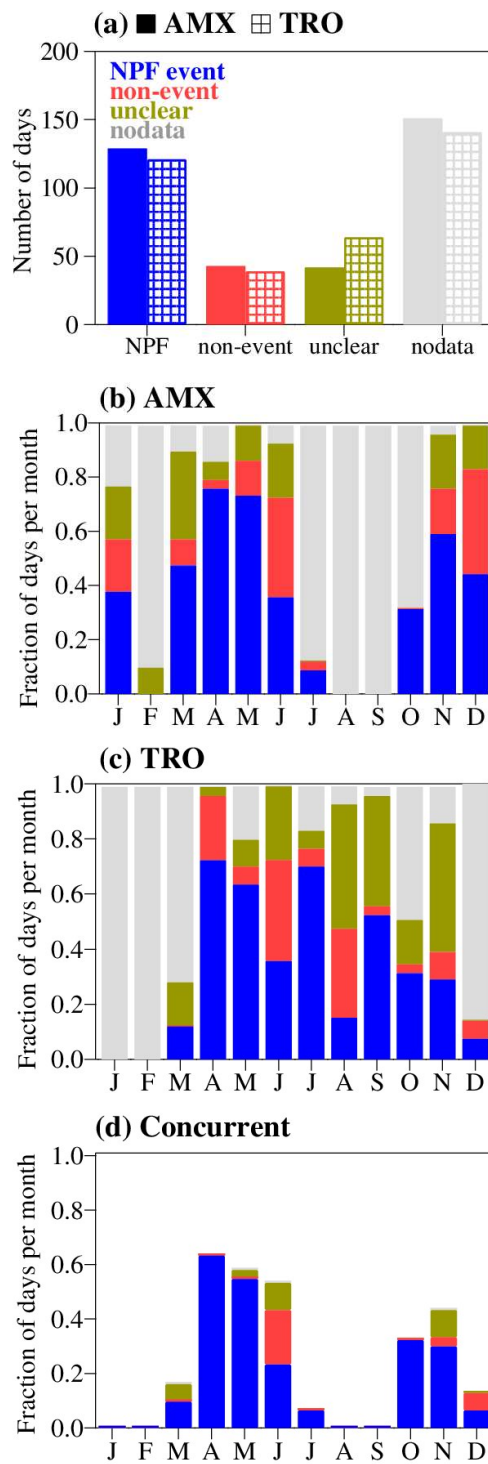 (a) AMX TRO
200
150
100
50
0
Number of days
NPF event
non-event
unclear
nodata
NPF non-event unclear nodata
(b) AMX
1.0
0.8
0.6
0.4
0.2
0.0
Fraction of days per month
J F M A M J J A S O N D
(c) TRO
1.0
0.8
0.6
0.4
0.2
0.0
Fraction of days per month
J F M A M J J A S O N D
(d) Concurrent
1.0
0.8
0.6
0.4
0.2
0.0
Fraction of days per month
J F M A M J J A S O N D